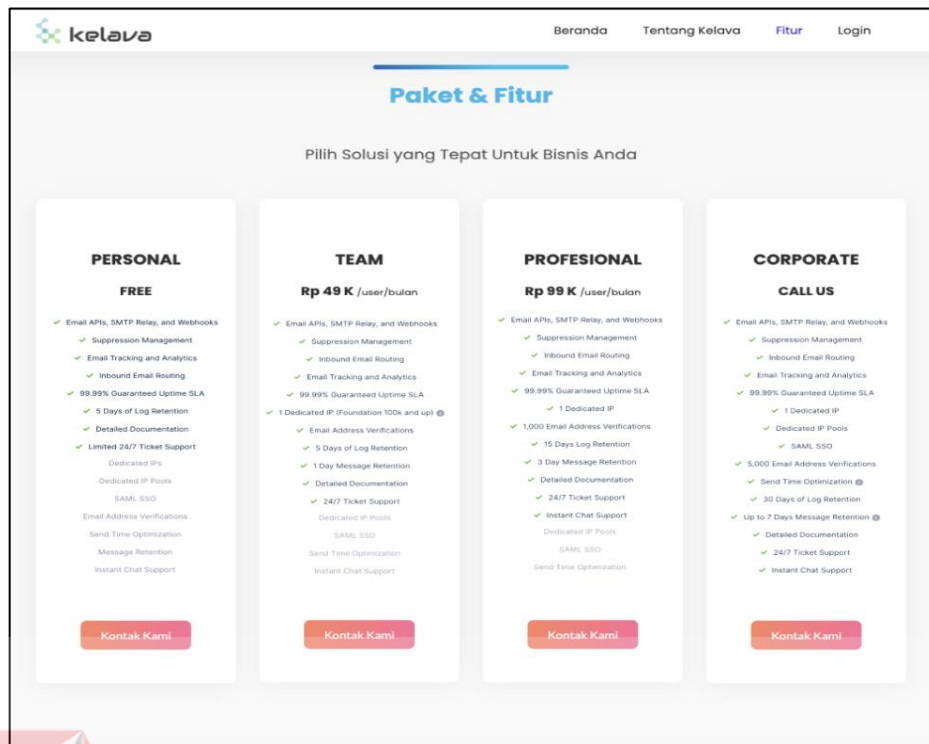 kelava
Beranda Tentang Kelava Fitur Login
Paket & Fitur
Pilih Solusi yang Tepat Untuk Bisnis Anda
PERSONAL
FREE
Email APIs, SMTP Relay, and Webhooks
Suppression Management
Email Tracking and Analytics
Inbound Email Routing
99.99% Guaranteed Uptime SLA
5 Days of Log Retention
Detailed Documentation
Limited 24/7 Ticket Support
Dedicated IPs
Dedicated IP Pools
SAML SSO
Email Address Verifications
Send Time Optimization
Message Retention
Instant Chat Support
Kontak Kami
TEAM
Rp 49 K /user/bulan
Email APIs, SMTP Relay, and Webhooks
Suppression Management
Inbound Email Routing
Email Tracking and Analytics
99.99% Guaranteed Uptime SLA
1 Dedicated IP (Foundation 100k and up)
Email Address Verifications
5 Days of Log Retention
1 Day Message Retention
Detailed Documentation
24/7 Ticket Support
Dedicated IP Pools
SAML SSO
Send Time Optimization
Instant Chat Support
Kontak Kami
PROFESIONAL
Rp 99 K /user/bulan
Email APIs, SMTP Relay, and Webhooks
Suppression Management
Inbound Email Routing
Email Tracking and Analytics
99.99% Guaranteed Uptime SLA
1 Dedicated IP
1,000 Email Address Verifications
15 Days Log Retention
3 Day Message Retention
Detailed Documentation
24/7 Ticket Support
Instant Chat Support
Dedicated IP Pools
SAML SSO
Send Time Optimization
Kontak Kami
CORPORATE
CALL US
Email APIs, SMTP Relay, and Webhooks
Suppression Management
Inbound Email Routing
Email Tracking and Analytics
99.99% Guaranteed Uptime SLA
1 Dedicated IP
Dedicated IP Pools
SAML SSO
5,000 Email Address Verifications
Send Time Optimization
30 Days of Log Retention
Up to 7 Days Message Retention
Detailed Documentation
24/7 Ticket Support
Instant Chat Support
Kontak Kami